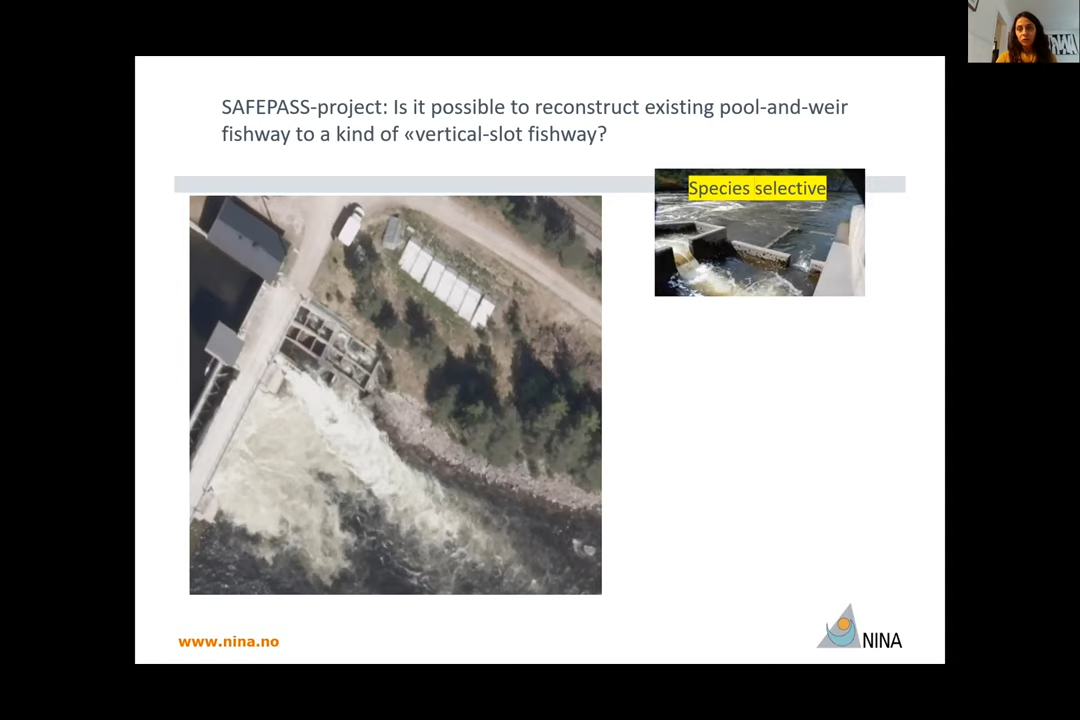 SAFEPASS-project: Is it possible to reconstruct existing pool-and-weir
fishway to a kind of «vertical-slot fishway?
Species selective
www.nina.no
NINA